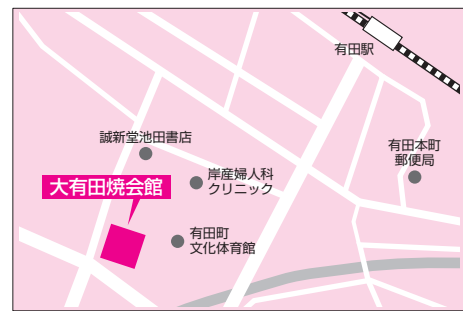 有田駅
誠新堂池田書店
有田本町
郵便局
岸産婦人科
クリニック
大有田焼会館
有田町
文化体育館